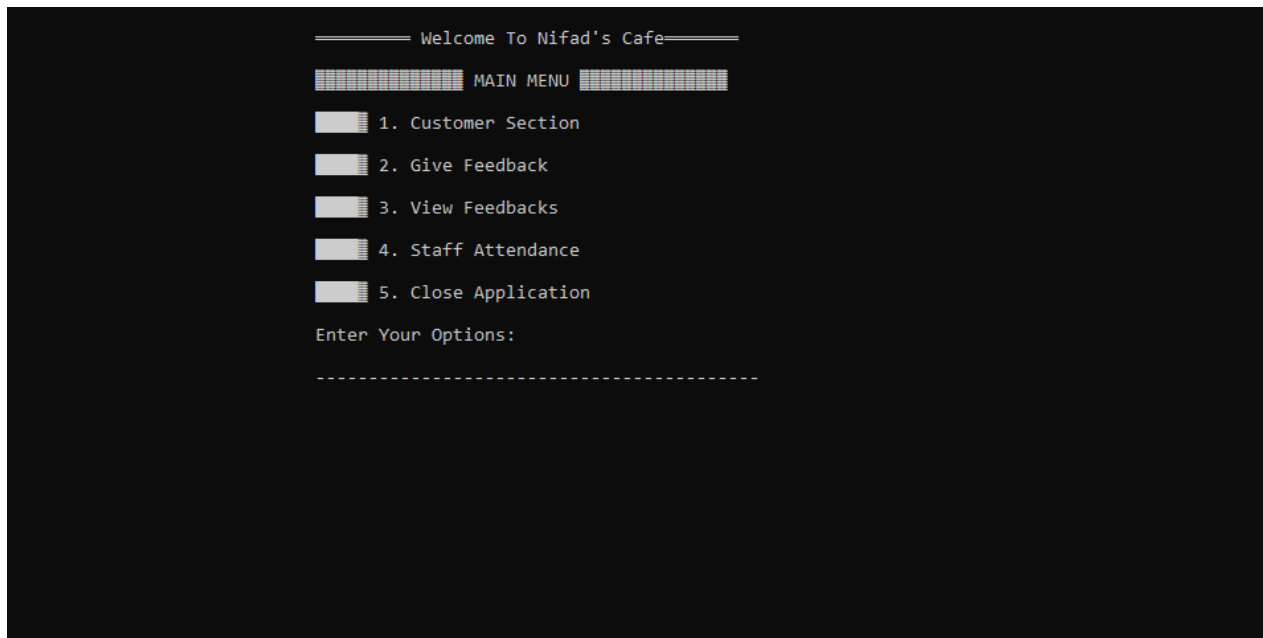 ═════════ Welcome To Nifad's Cafe═══════
▓▓▓▓▓▓▓▓▓▓▓▓▓▓ MAIN MENU ▓▓▓▓▓▓▓▓▓▓▓▓▓▓
████▓ 1. Customer Section
████▓ 2. Give Feedback
████▓ 3. View Feedbacks
████▓ 4. Staff Attendance
████▓ 5. Close Application
Enter Your Options:
------------------------------------------